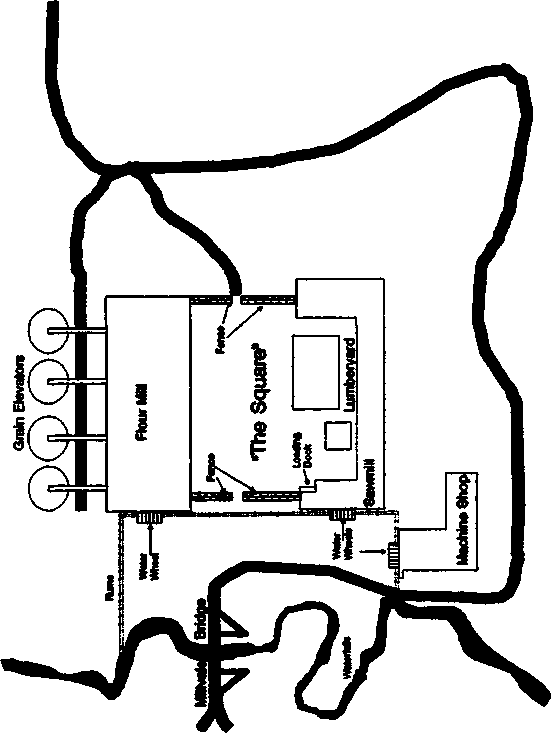 Grain Elevators
Flour Mill
Fence
"The Square"
Lumberyard
Fence
Loading
Dock
Sawmill
Machine Shop
Water
Wheel
Water
Wheels
Flume
Millvale Bridge
Waterfalls